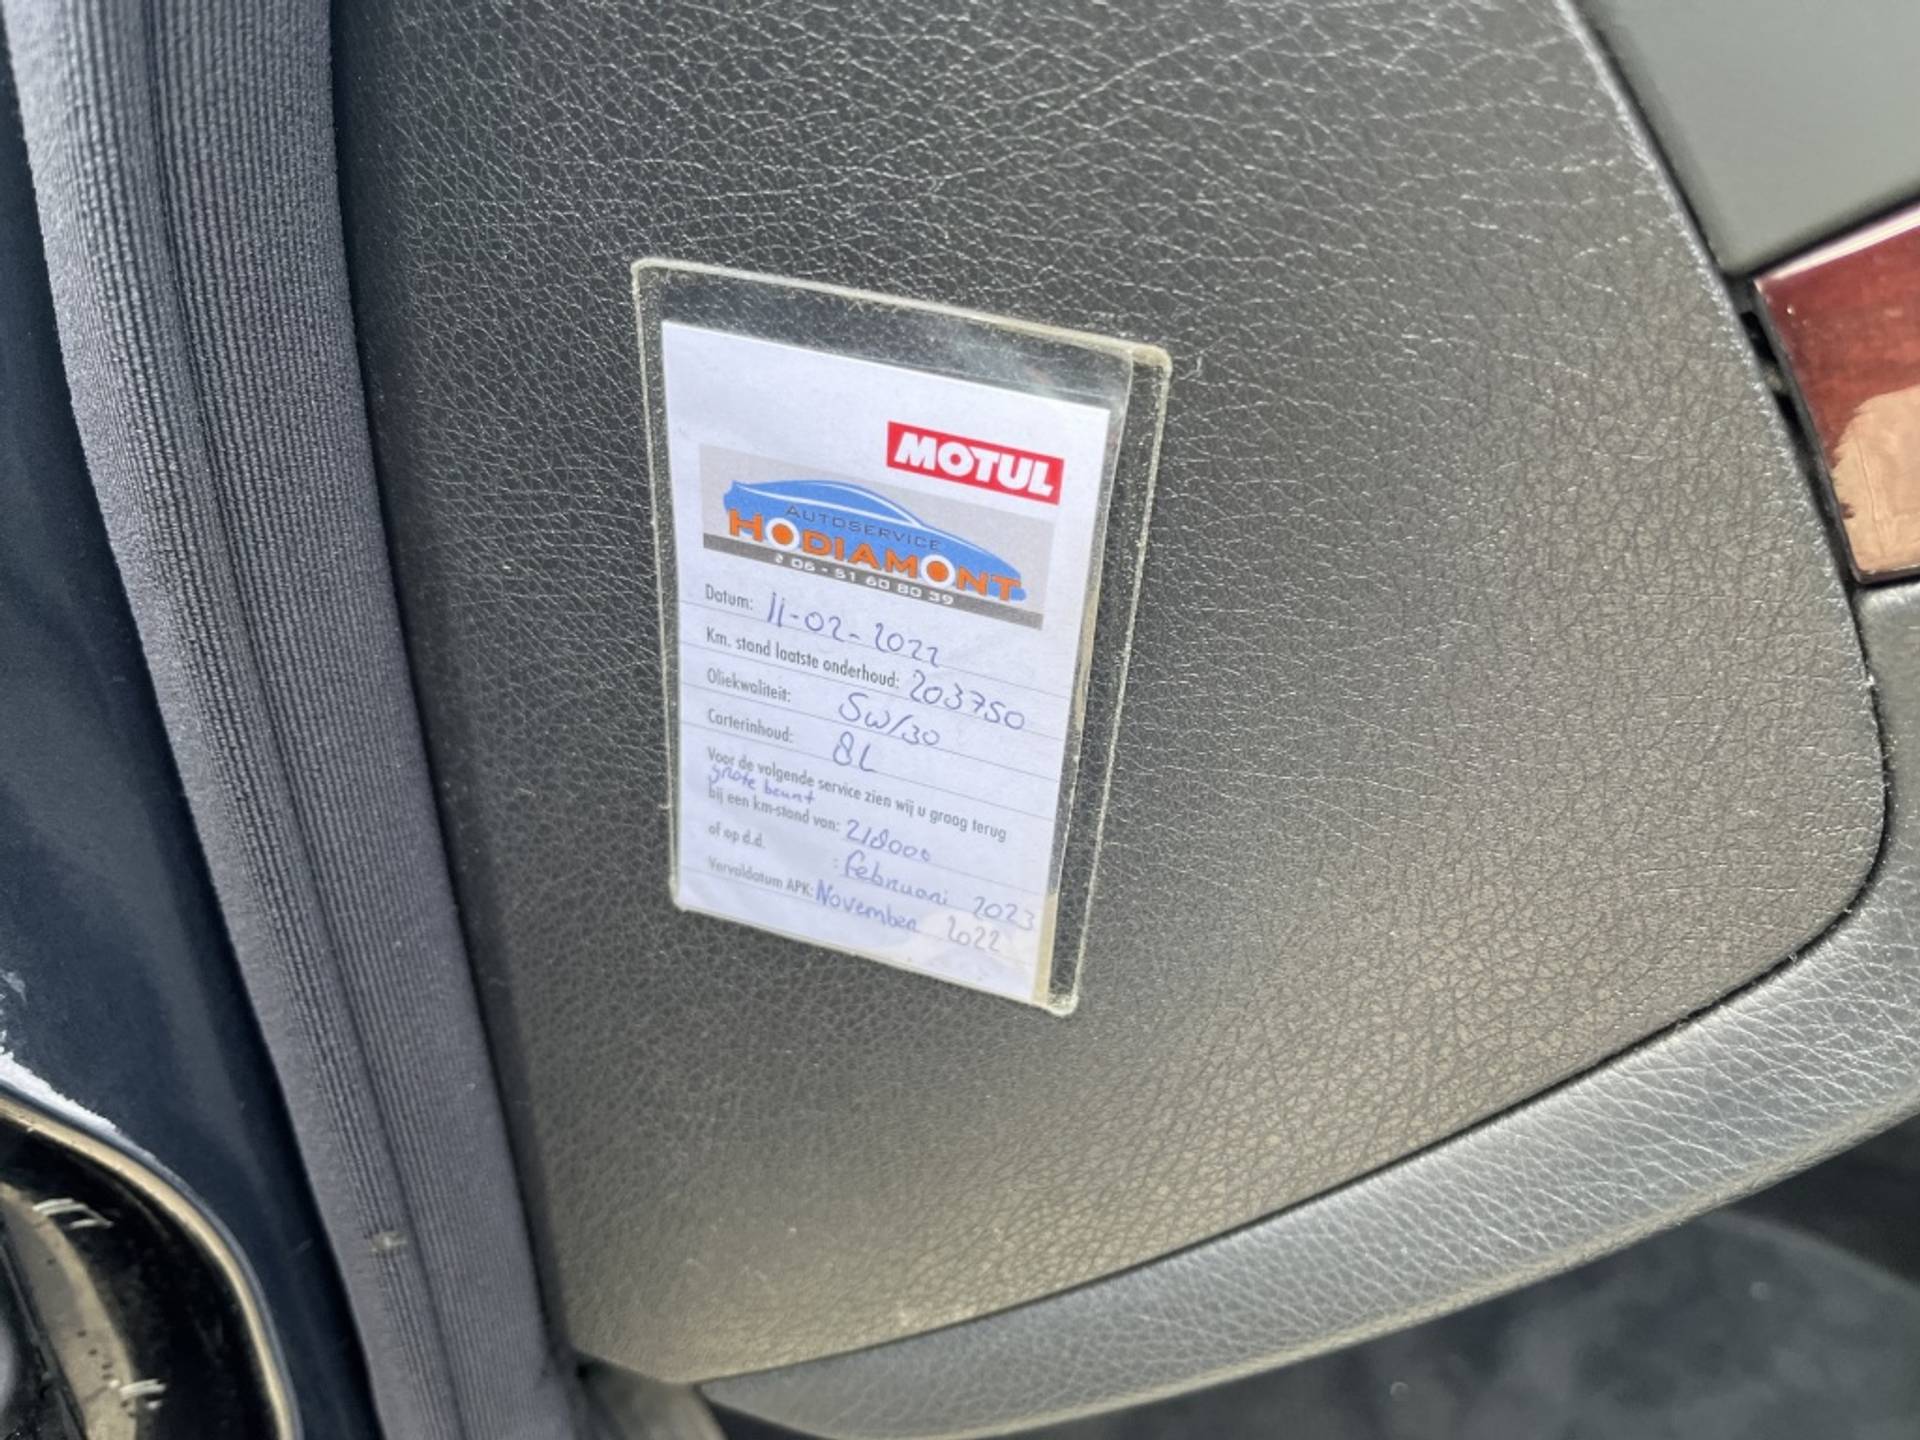 MOTUL
AUTOSERVICE
HODIAMONT
06 - 51 60 80 39
Datum: 11-02-2022
Km. stand laatste onderhoud: 203750
Oliekwaliteit: 5w/30
Carterinhoud: 8L
Voor de volgende service zien wij u graag terug
grote beurt
bij een km-stand van: 218000
of op d.d. : februari 2023
Vervaldatum APK: November 2022